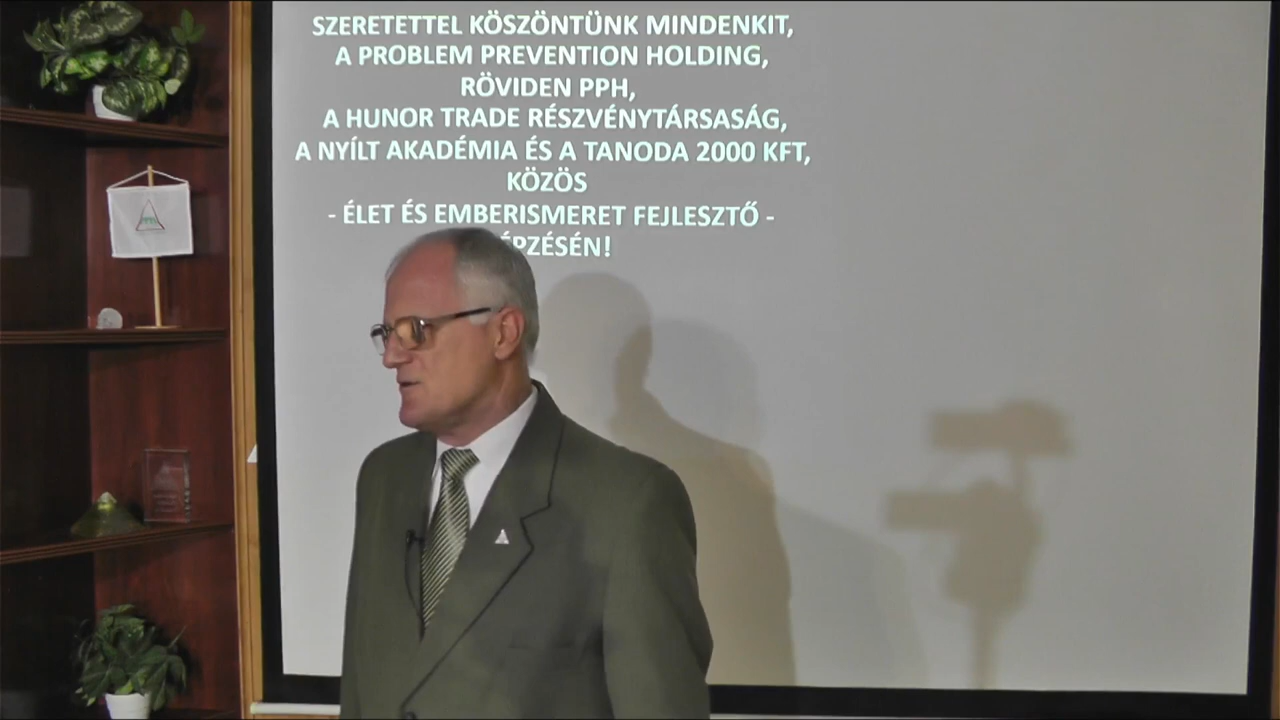 SZERETETTEL KÖSZÖNTÜNK MINDENKIT,
A PROBLEM PREVENTION HOLDING,
RÖVIDEN PPH,
A HUNOR TRADE RÉSZVÉNYTÁRSASÁG,
A NYÍLT AKADÉMIA ÉS A TANODA 2000 KFT,
KÖZÖS
- ÉLET ÉS EMBERISMERET FEJLESZTŐ -